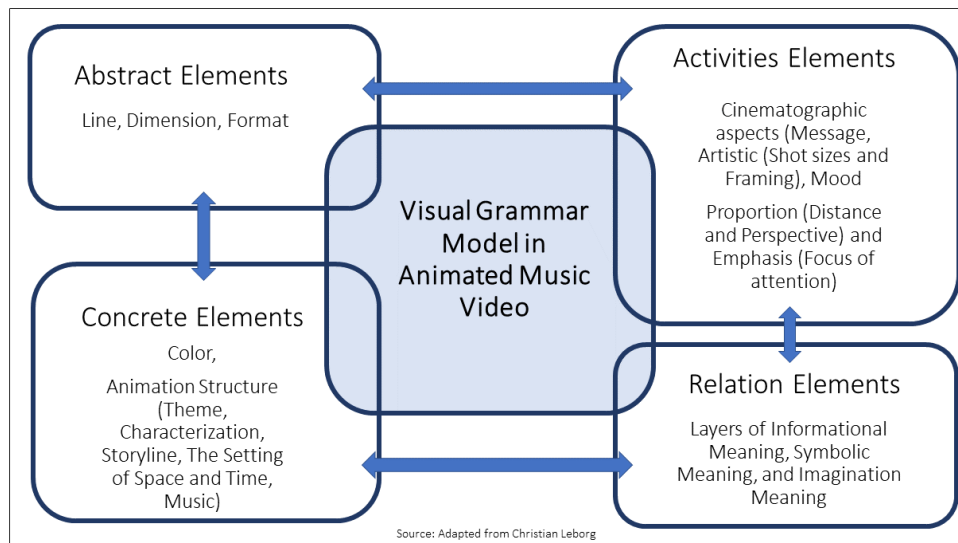 Abstract Elements
Line, Dimension, Format
Activities Elements
Cinematographic
aspects (Message,
Artistic (Shot sizes and
Framing), Mood
Proportion (Distance
and Perspective) and
Emphasis (Focus of
attention)
Visual Grammar
Model in
Animated Music
Video
Concrete Elements
Color,
Animation Structure
(Theme,
Characterization,
Storyline, The Setting
of Space and Time,
Music)
Relation Elements
Layers of Informational
Meaning, Symbolic
Meaning, and Imagination
Meaning
Source: Adapted from Christian Leborg